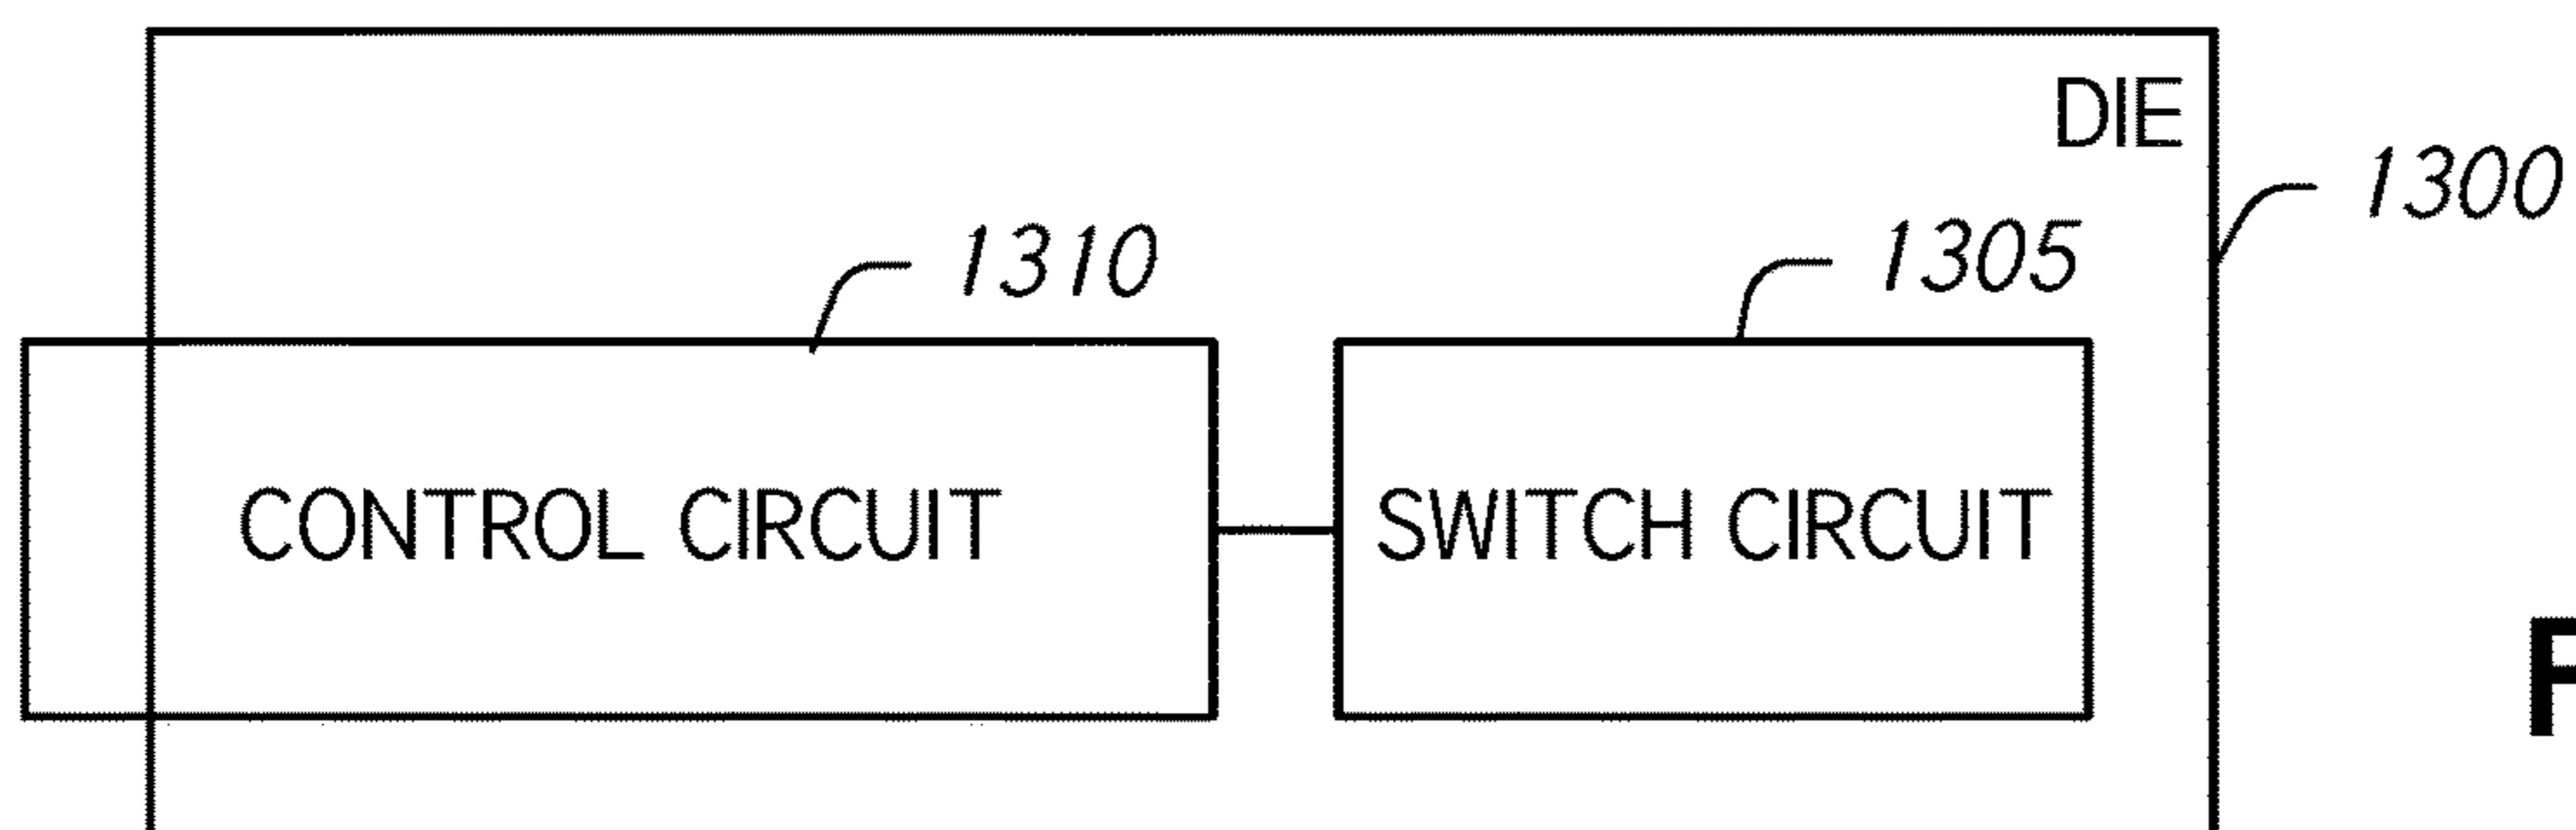 DIE
1300
1310
1305
CONTROL CIRCUIT
SWITCH CIRCUIT